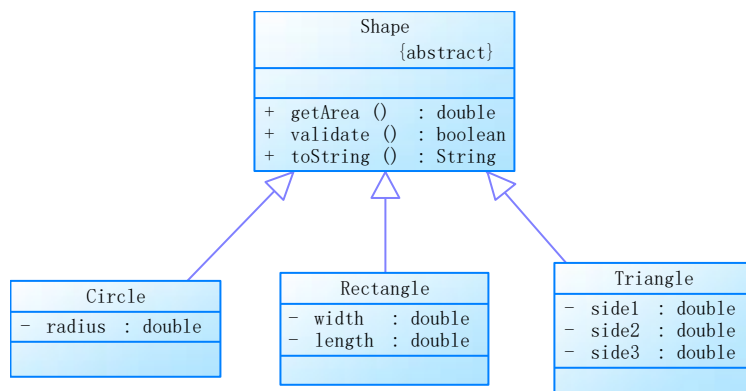 Shape
{abstract}
+ getArea () : double
+ validate () : boolean
+ toString () : String
Circle
- radius : double
Rectangle
- width : double
- length : double
Triangle
- side1 : double
- side2 : double
- side3 : double